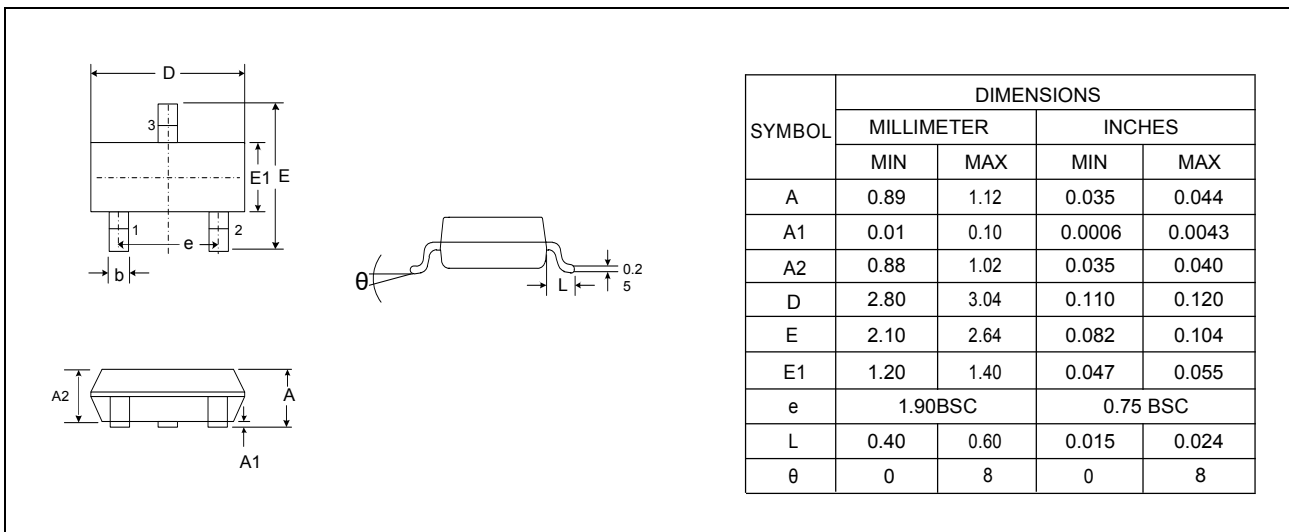 D
3
E1 E
1 2
e
b
θ
L
0.2
5
A2
A
A1
DIMENSIONS
SYMBOL MILLIMETER INCHES
MIN MAX MIN MAX
A 0.89 1.12 0.035 0.044
A1 0.01 0.10 0.0006 0.0043
A2 0.88 1.02 0.035 0.040
D 2.80 3.04 0.110 0.120
E 2.10 2.64 0.082 0.104
E1 1.20 1.40 0.047 0.055
e 1.90BSC 0.75 BSC
L 0.40 0.60 0.015 0.024
θ 0 8 0 8